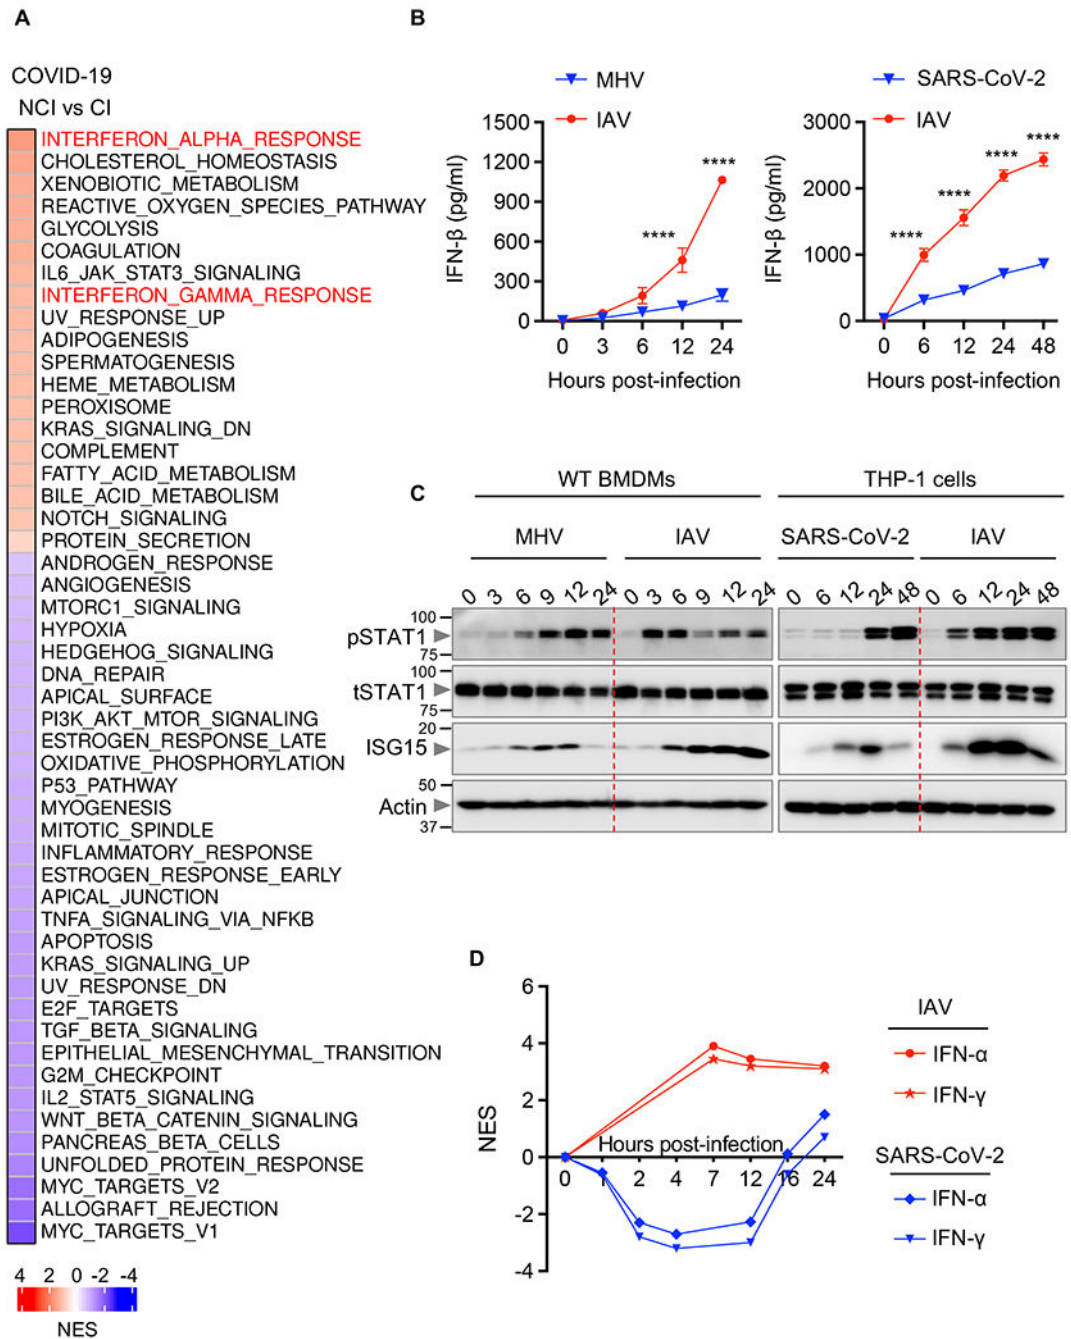 A
COVID-19
NCI vs CI
INTERFERON_ALPHA_RESPONSE
CHOLESTEROL_HOMEOSTASIS
XENOBIOTIC_METABOLISM
REACTIVE_OXYGEN_SPECIES_PATHWAY
GLYCOLYSIS
COAGULATION
IL6_JAK_STAT3_SIGNALING
INTERFERON_GAMMA_RESPONSE
UV_RESPONSE_UP
ADIPOGENESIS
SPERMATOGENESIS
HEME_METABOLISM
PEROXISOME
KRAS_SIGNALING_DN
COMPLEMENT
FATTY_ACID_METABOLISM
BILE_ACID_METABOLISM
NOTCH_SIGNALING
PROTEIN_SECRETION
ANDROGEN_RESPONSE
ANGIOGENESIS
MTORC1_SIGNALING
HYPOXIA
HEDGEHOG_SIGNALING
DNA_REPAIR
APICAL_SURFACE
PI3K_AKT_MTOR_SIGNALING
ESTROGEN_RESPONSE_LATE
OXIDATIVE_PHOSPHORYLATION
P53_PATHWAY
MYOGENESIS
MITOTIC_SPINDLE
INFLAMMATORY_RESPONSE
ESTROGEN_RESPONSE_EARLY
APICAL_JUNCTION
TNFA_SIGNALING_VIA_NFKB
APOPTOSIS
KRAS_SIGNALING_UP
UV_RESPONSE_DN
E2F_TARGETS
TGF_BETA_SIGNALING
EPITHELIAL_MESENCHYMAL_TRANSITION
G2M_CHECKPOINT
IL2_STAT5_SIGNALING
WNT_BETA_CATENIN_SIGNALING
PANCREAS_BETA_CELLS
UNFOLDED_PROTEIN_RESPONSE
MYC_TARGETS_V2
ALLOGRAFT_REJECTION
MYC_TARGETS_V1
4 2 0 -2 -4
NES
B
MHV
IAV
IFN-β (pg/ml)
1500
1200
900
600
300
0
****
****
0 3 6 12 24
Hours post-infection
SARS-CoV-2
IAV
IFN-β (pg/ml)
3000
2000
1000
0
****
****
****
****
0 6 12 24 48
Hours post-infection
C
WT BMDMs THP-1 cells
MHV IAV SARS-CoV-2 IAV
0 3 6 9 12 24 0 3 6 9 12 24 0 6 12 24 48 0 6 12 24 48
100
pSTAT1
75
100
tSTAT1
75
20
ISG15
50
Actin
37
D
NES
6
4
2
0
-2
-4
Hours post-infection
0 1 2 4 7 12 16 24
IAV
IFN-α
IFN-γ
SARS-CoV-2
IFN-α
IFN-γ